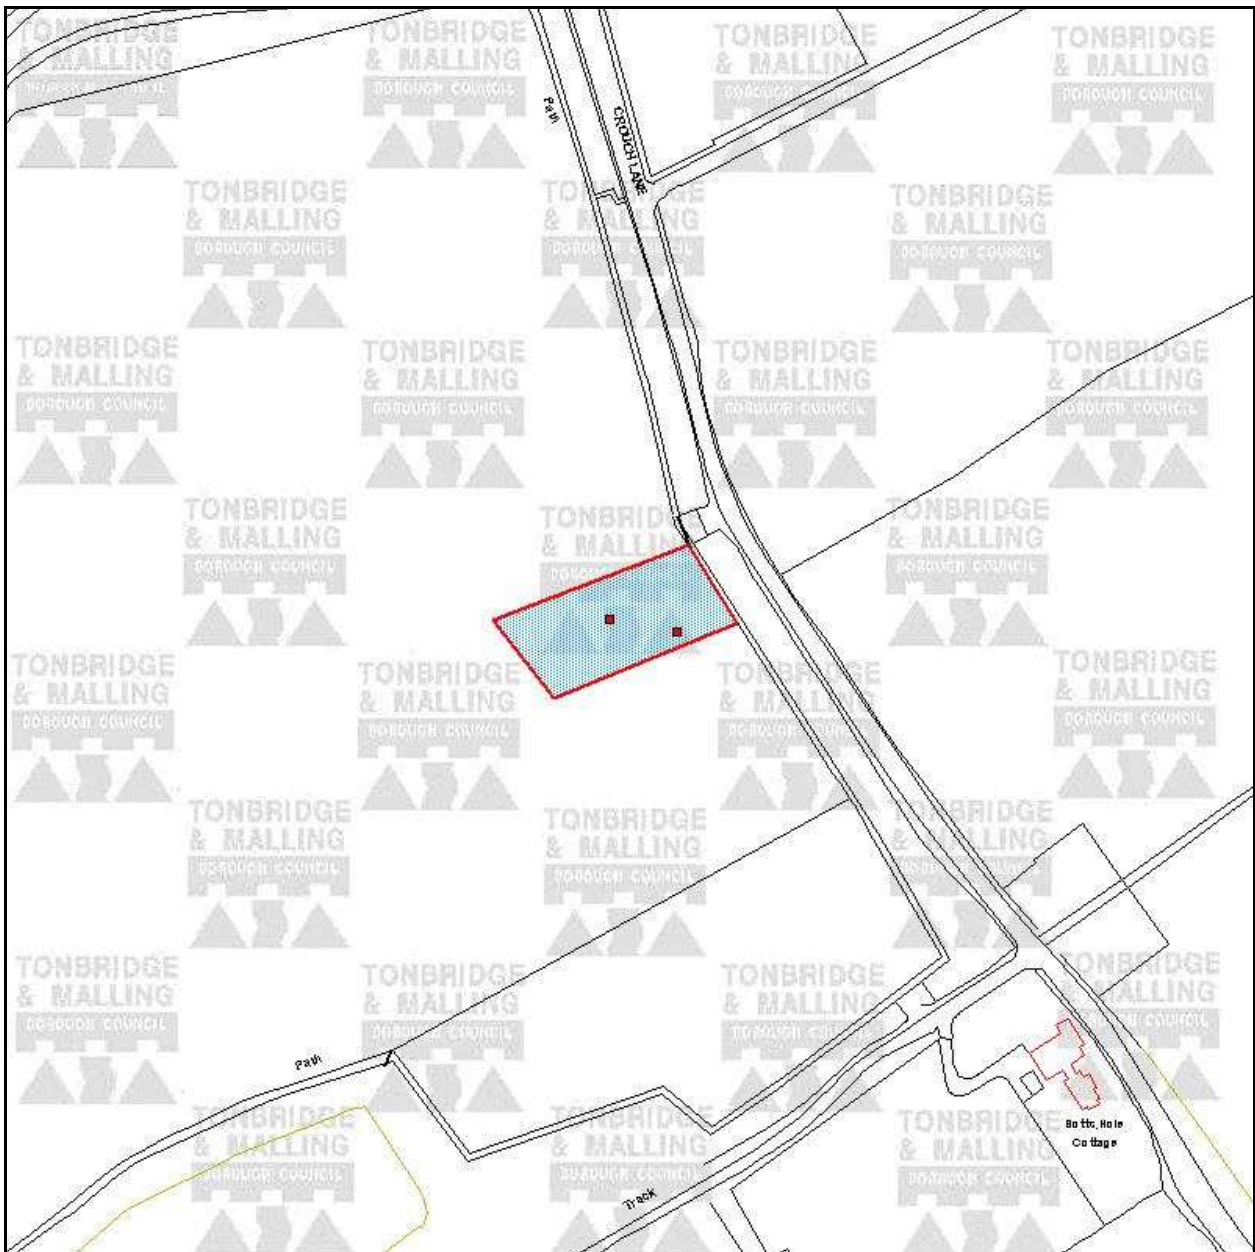 TONBRIDGE
& MALLING
BOROUGH COUNCIL
Path
CROUCH LANE
Path
Track
Botts Hole
Cottage